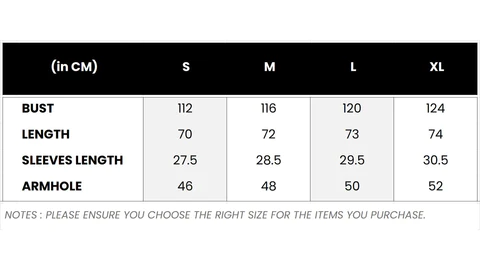 (in CM) S M L XL
BUST 112 116 120 124
LENGTH 70 72 73 74
SLEEVES LENGTH 27.5 28.5 29.5 30.5
ARMHOLE 46 48 50 52
NOTES : PLEASE ENSURE YOU CHOOSE THE RIGHT SIZE FOR THE ITEMS YOU PURCHASE.